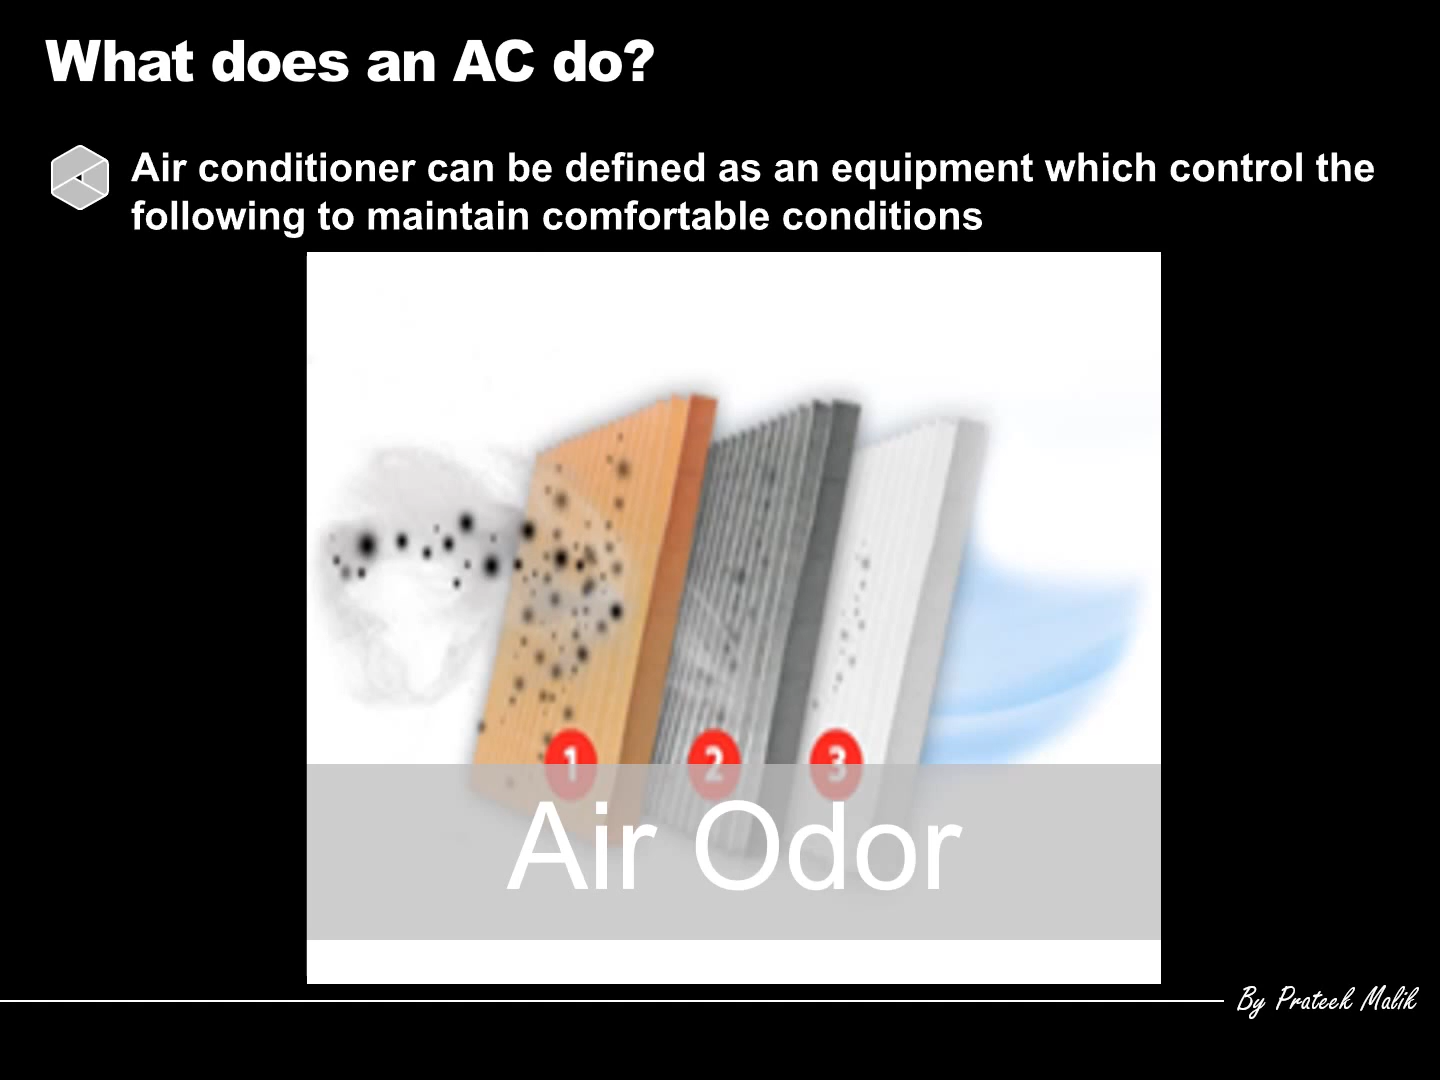 What does an AC do?
Air conditioner can be defined as an equipment which control the
following to maintain comfortable conditions
1 2 3
Air Odor
By Prateek Malik